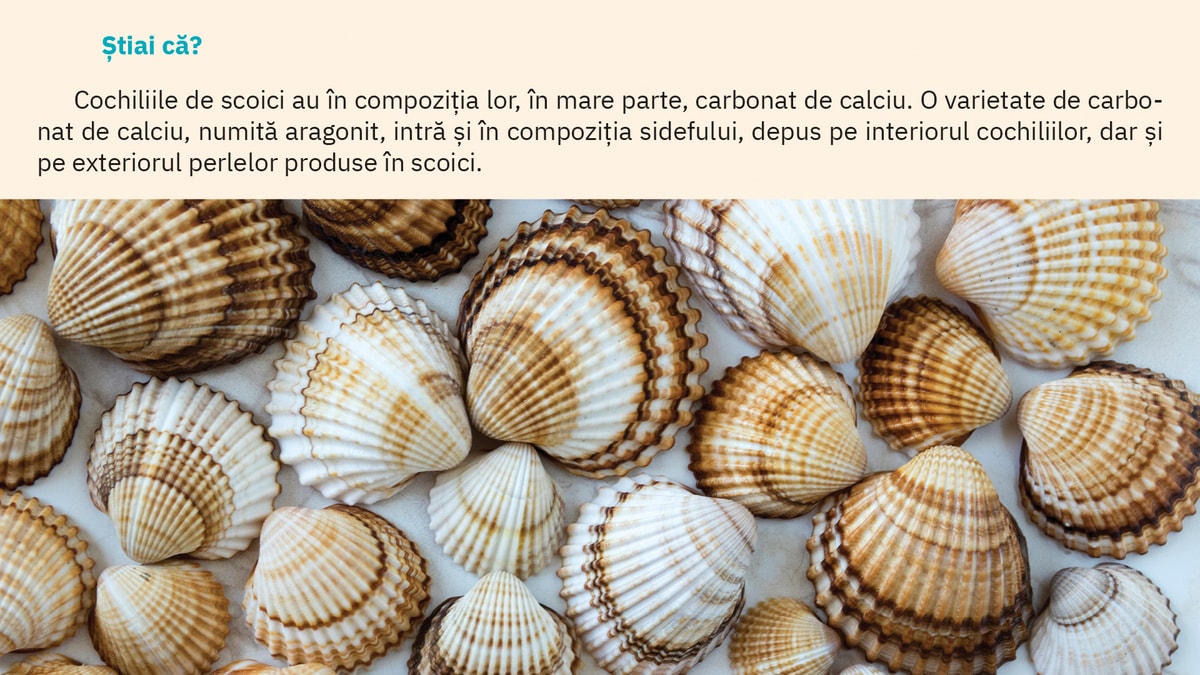 Știai că?
Cochiliile de scoici au în compoziția lor, în mare parte, carbonat de calciu. O varietate de carbo-
nat de calciu, numită aragonit, intră și în compoziția sidefului, depus pe interiorul cochiliilor, dar și
pe exteriorul perlelor produse în scoici.